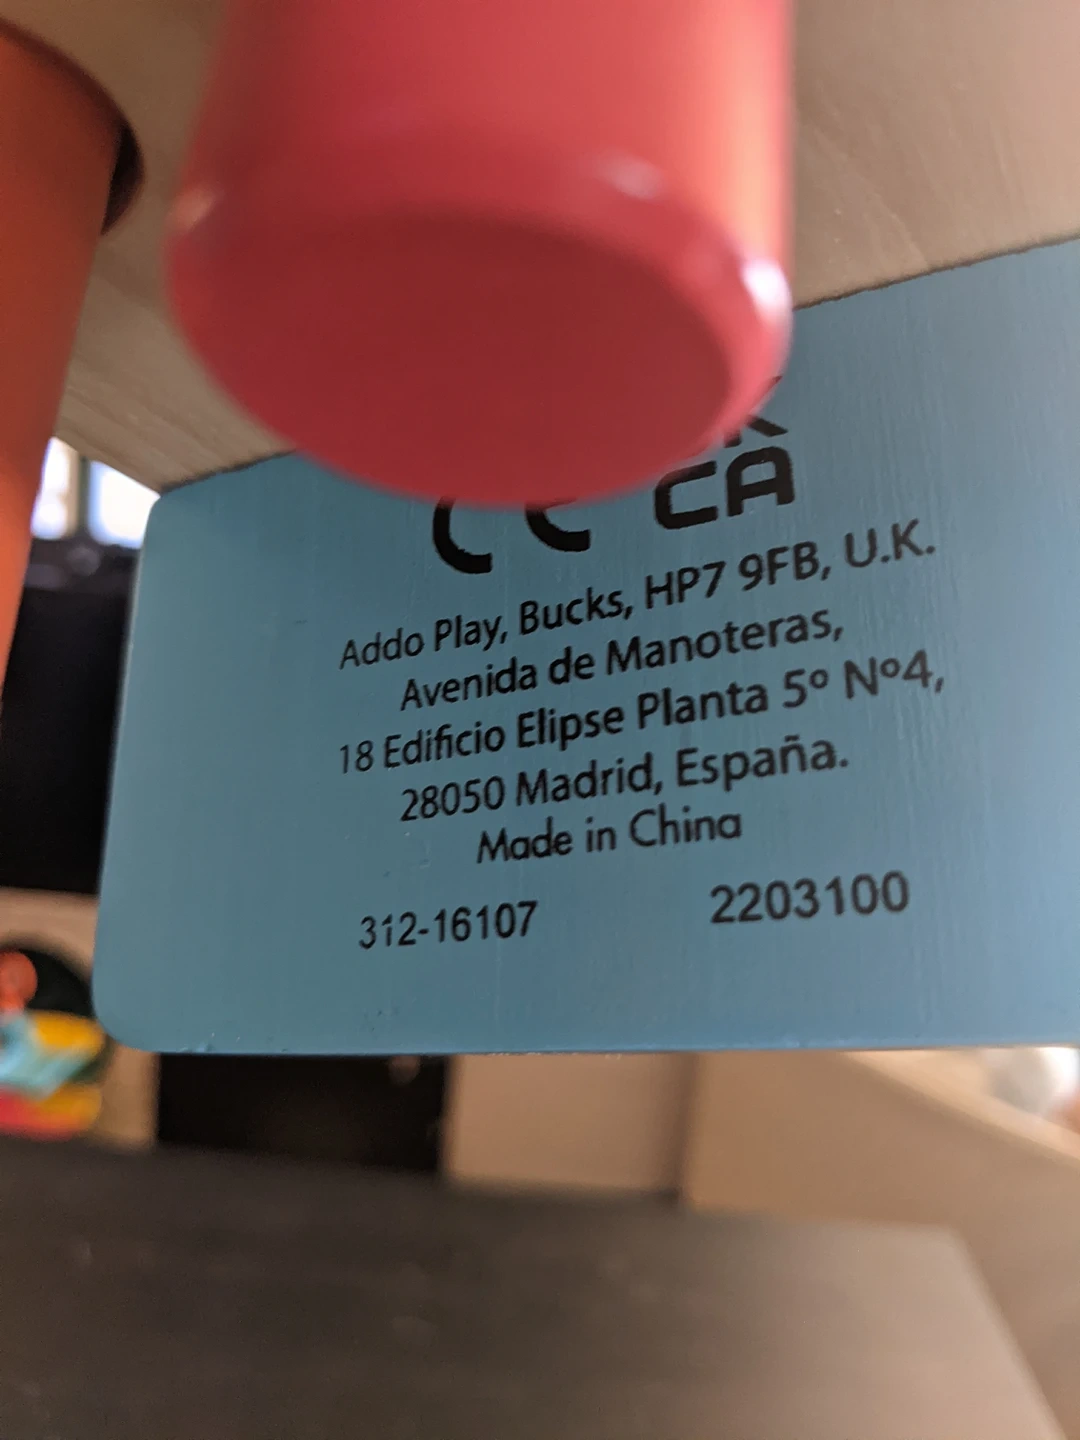 CE
CA
Addo Play, Bucks, HP7 9FB, U.K.
Avenida de Manoteras,
18 Edificio Elipse Planta 5º Nº4,
28050 Madrid, España.
Made in China
312-16107 2203100